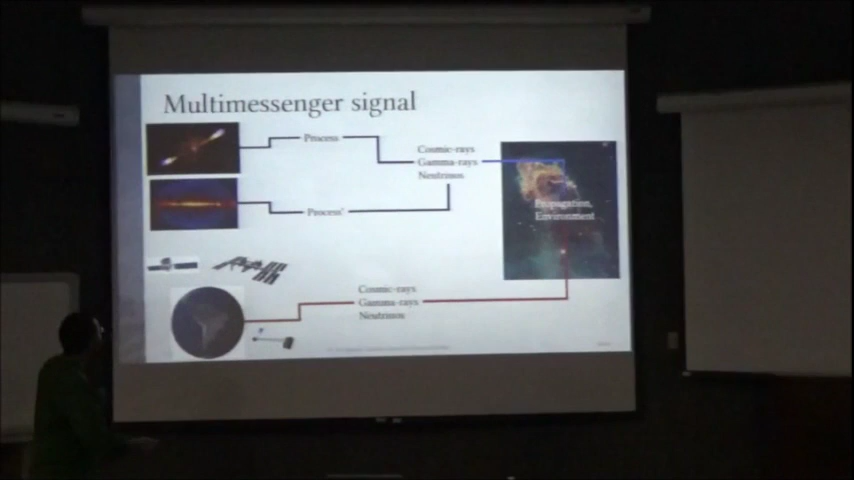 Multimessenger signal
Process
Cosmic-rays
Gamma-rays
Neutrinos
Process'
Propagation,
Environment
Cosmic-rays
Gamma-rays
Neutrinos